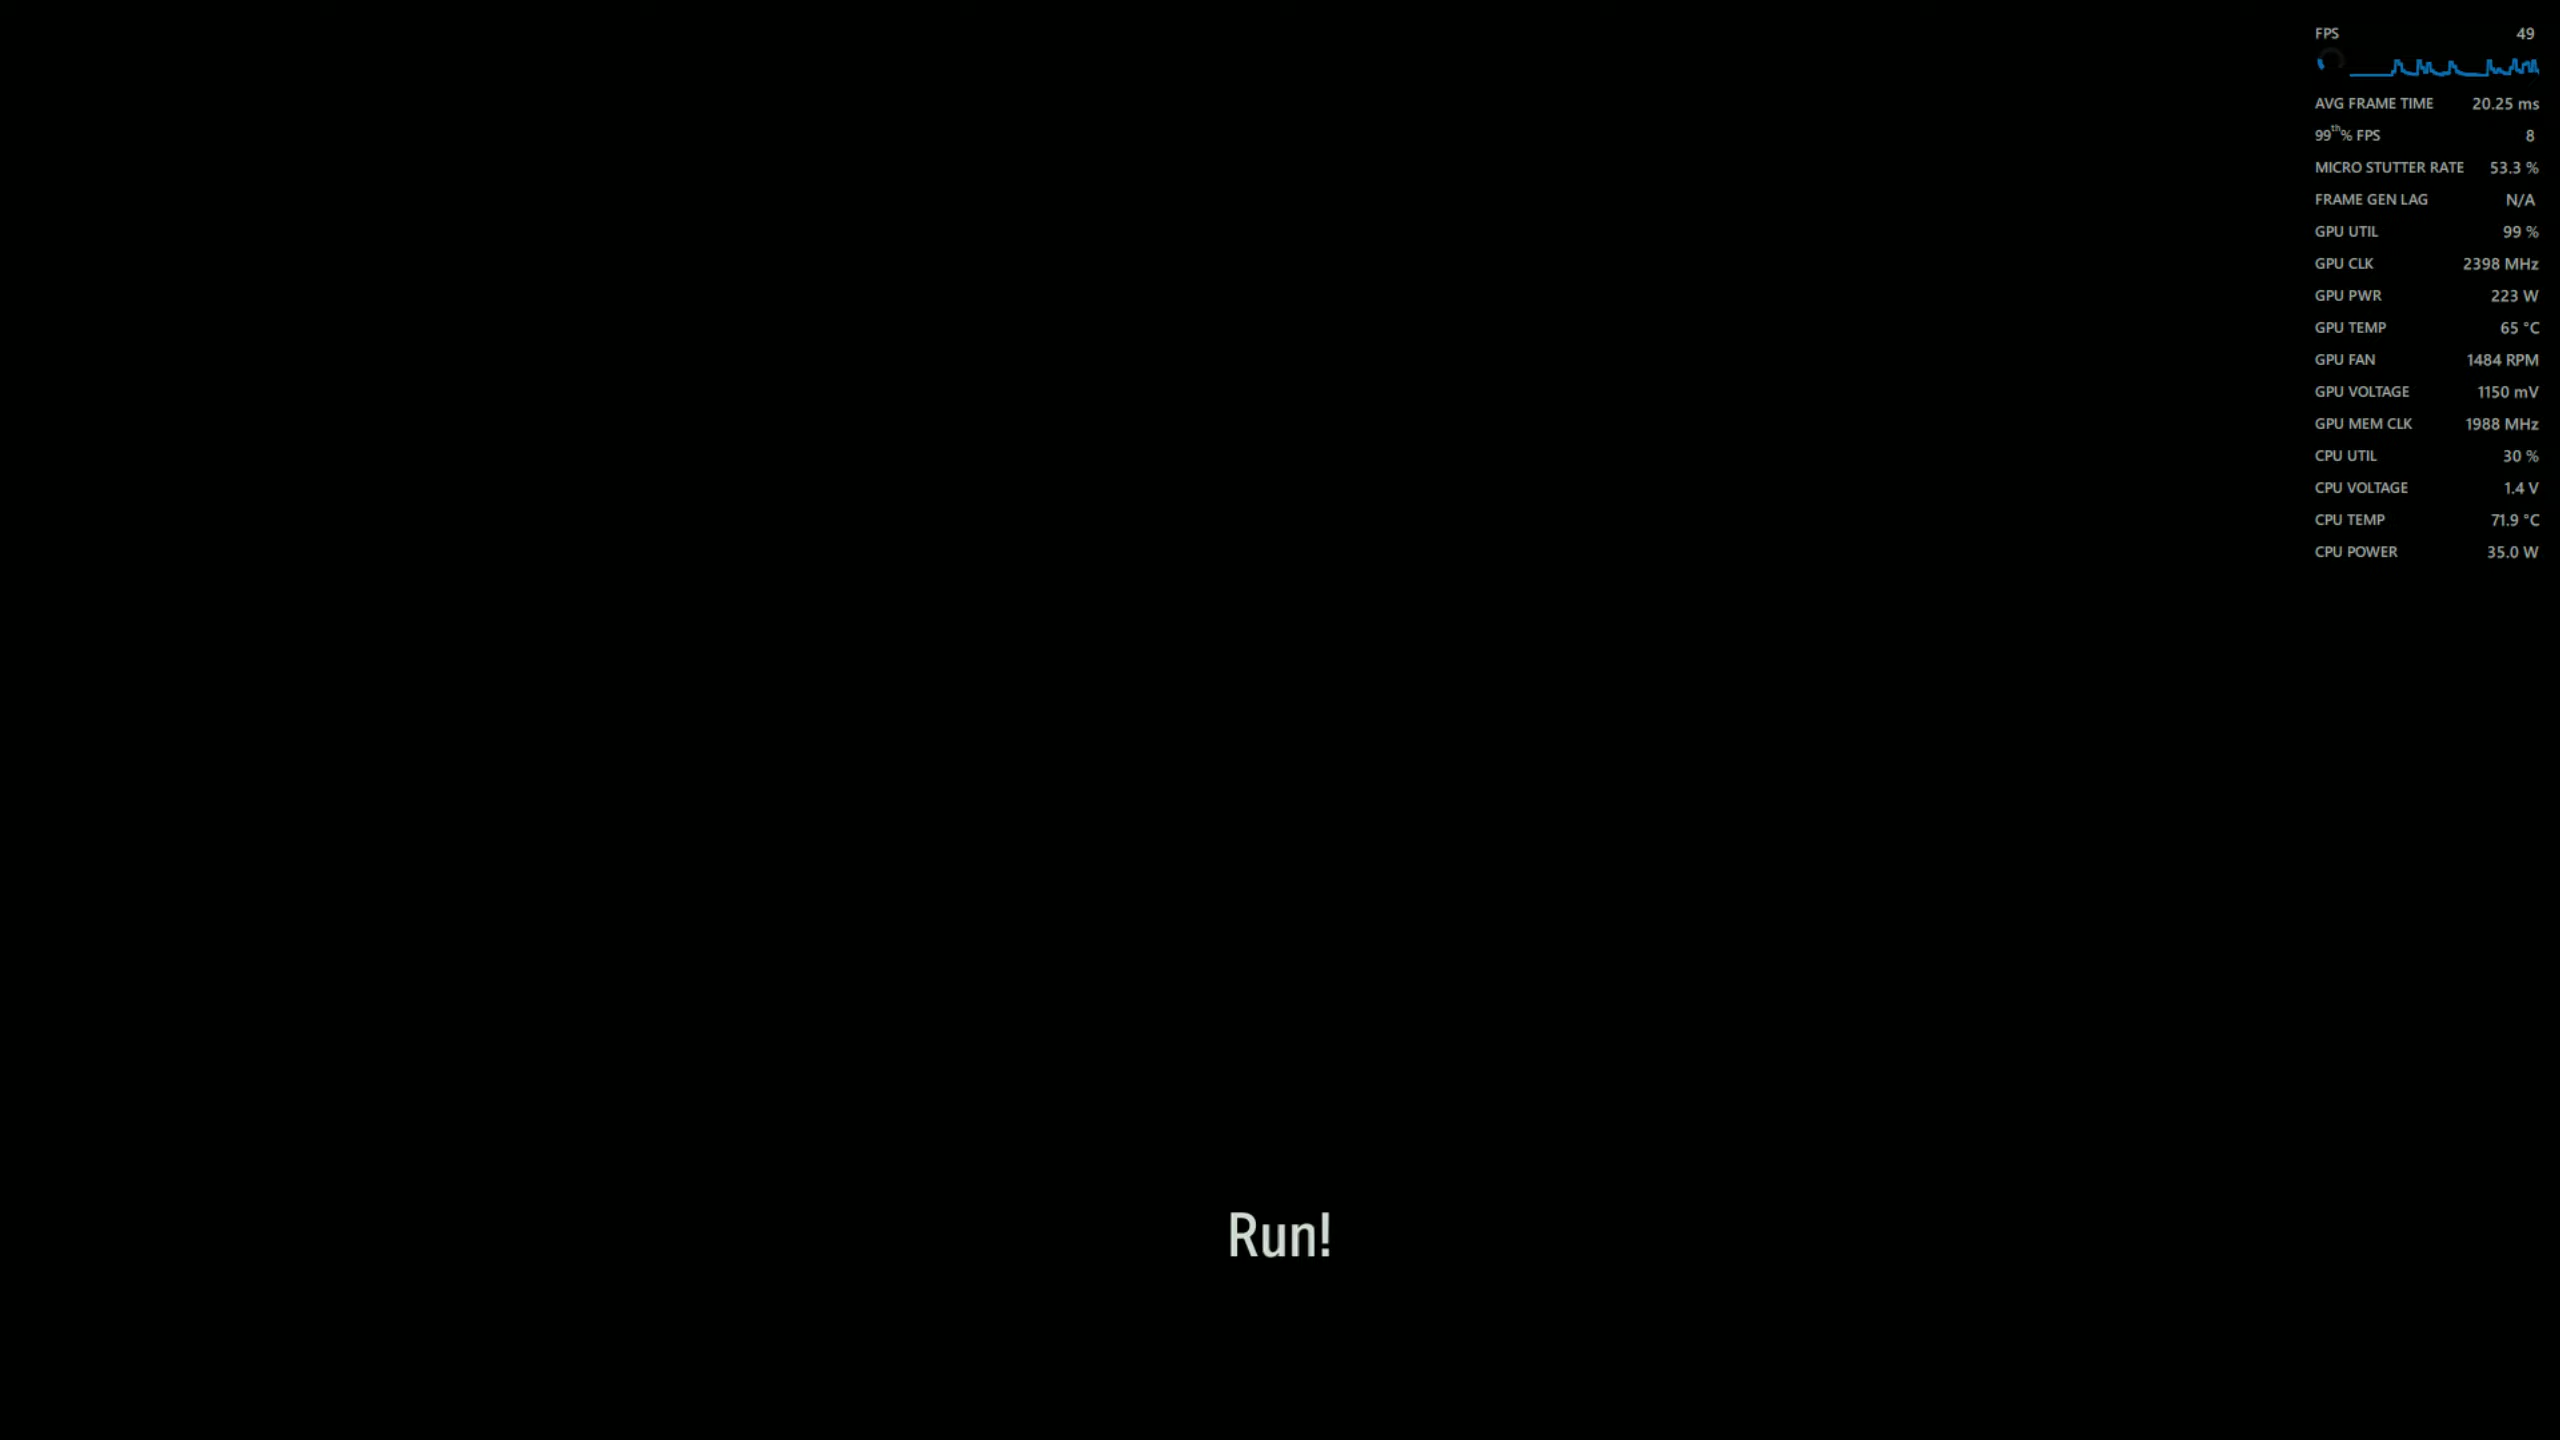 FPS 49
AVG FRAME TIME 20.25 ms
99th% FPS 8
MICRO STUTTER RATE 53.3 %
FRAME GEN LAG N/A
GPU UTIL 99 %
GPU CLK 2398 MHz
GPU PWR 223 W
GPU TEMP 65 °C
GPU FAN 1484 RPM
GPU VOLTAGE 1150 mV
GPU MEM CLK 1988 MHz
CPU UTIL 30 %
CPU VOLTAGE 1.4 V
CPU TEMP 71.9 °C
CPU POWER 35.0 W
Run!